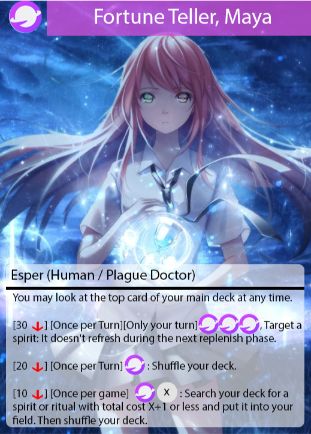 Fortune Teller, Maya
Esper (Human / Plague Doctor)
You may look at the top card of your main deck at any time.
[30 ] [Once per Turn][Only your turn] , Target a
spirit: It doesn't refresh during the next replenish phase.
[20 ] [Once per Turn] : Shuffle your deck.
[10 ] [Once per game] X : Search your deck for a
spirit or ritual with total cost X+1 or less and put it into your
field. Then shuffle your deck.